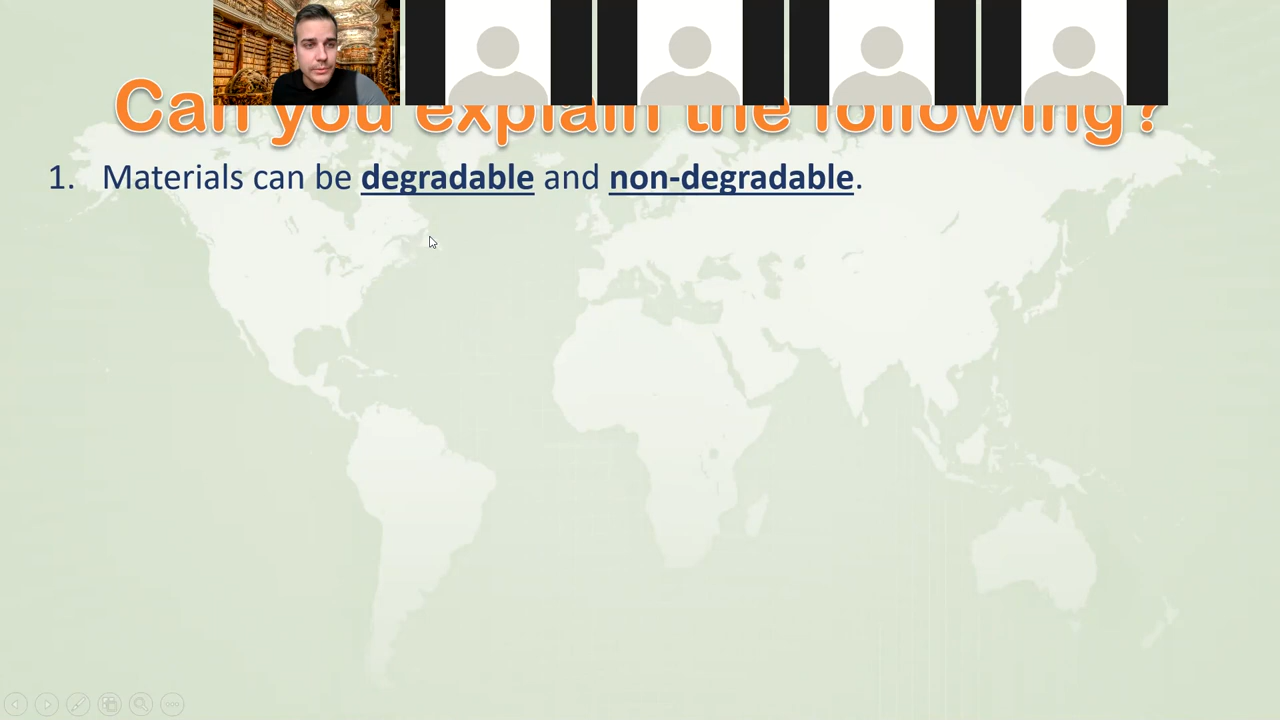 Can you explain the following?
1. Materials can be degradable and non-degradable.